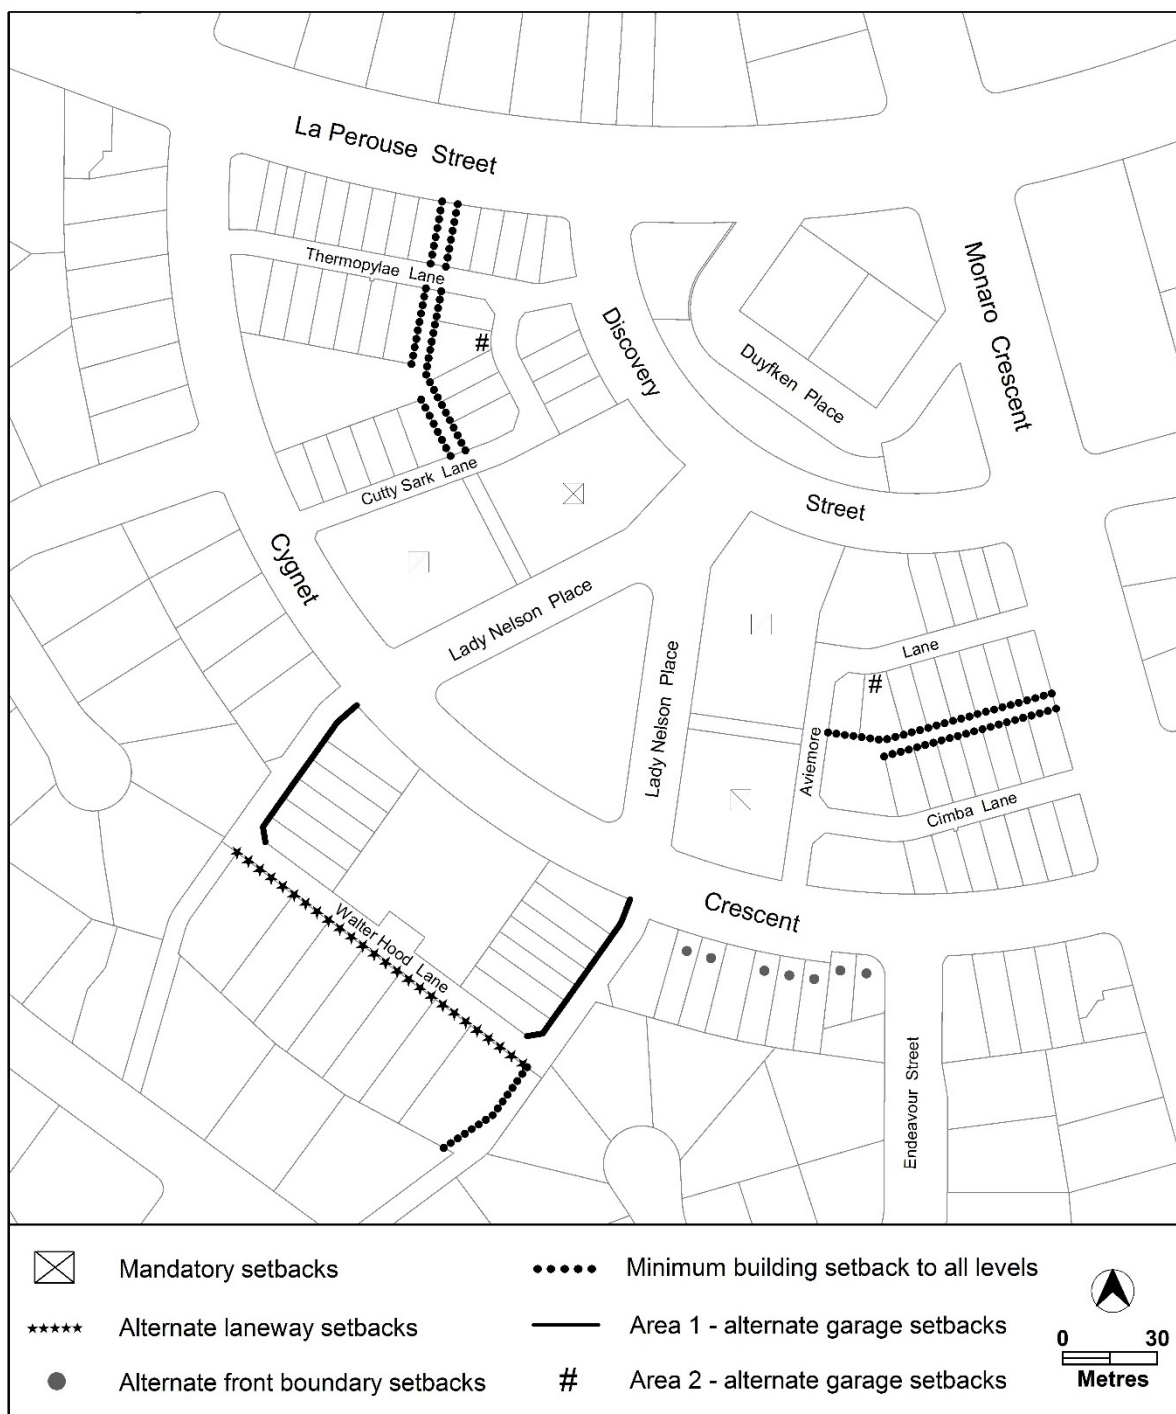 La Perouse Street
Thermopylae Lane
#
Discovery
Monaro Crescent
Duyfken Place
Cutty Sark Lane
Street
Cygnet
Lady Nelson Place
Lady Nelson Place
Lane
#
Aviemore
Cimba Lane
Walter Hood Lane
Crescent
Endeavour Street
Mandatory setbacks
Minimum building setback to all levels
Alternate laneway setbacks
Area 1 - alternate garage setbacks
0 30
Metres
Alternate front boundary setbacks
# Area 2 - alternate garage setbacks